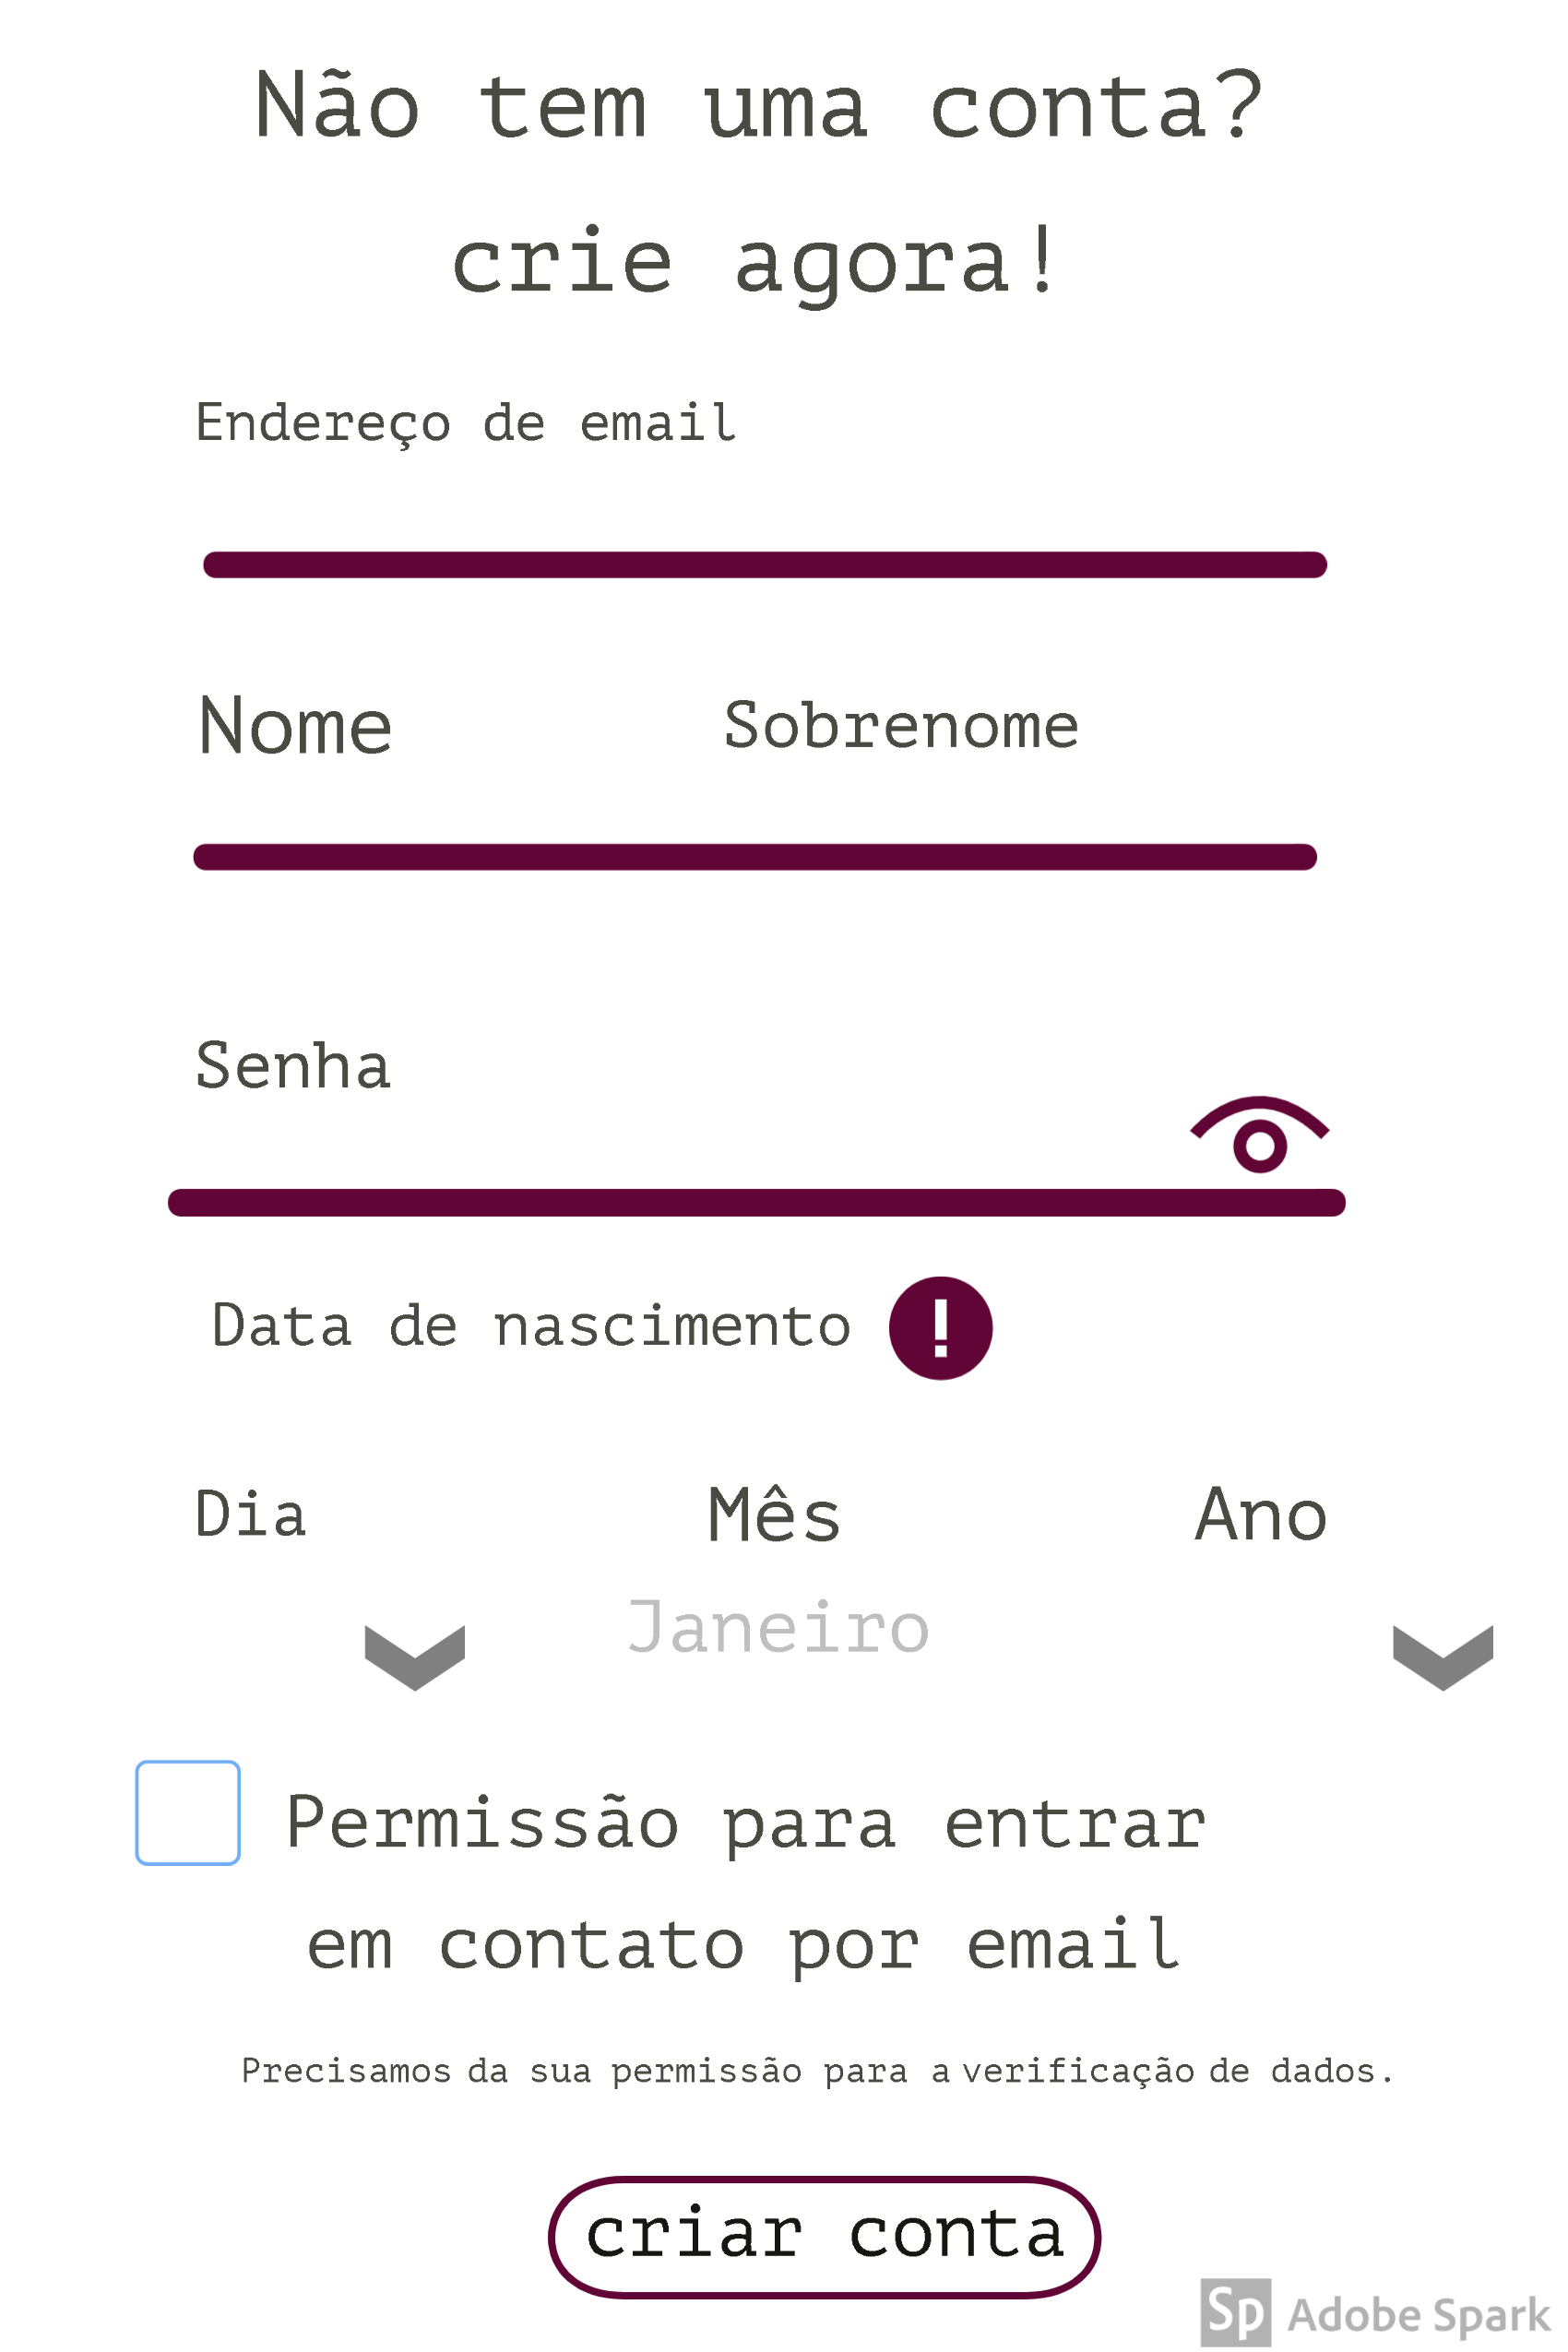 Não tem uma conta?
crie agora!
Endereço de email
Nome Sobrenome
Senha
Data de nascimento !
Dia Mês Ano
Janeiro
Permissão para entrar
em contato por email
Precisamos da sua permissão para a verificação de dados.
criar conta
Sp Adobe Spark